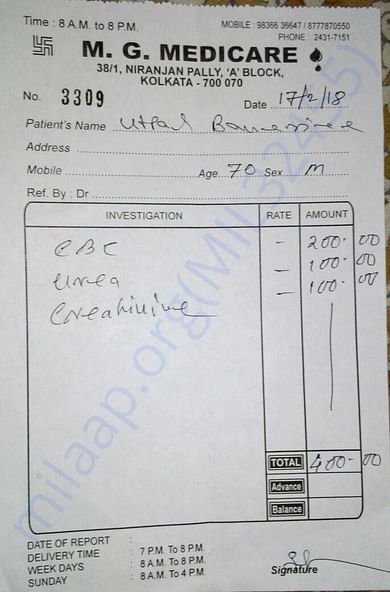 Time : 8 A.M. to 8 P.M. MOBILE : 98366 36647 / 8777870550
PHONE : 2431-7151
M. G. MEDICARE
38/1, NIRANJAN PALLY, 'A' BLOCK,
KOLKATA - 700 070
No. 3309 Date 17/2/18
Patient's Name Utpal Bannerjee
Address
Mobile Age 70 Sex M
Ref. By : Dr
INVESTIGATION RATE AMOUNT
CBC - 200.00
Urea - 100.00
Creatinine - 100.00
TOTAL 400.00
Advance
Balance
DATE OF REPORT :
DELIVERY TIME : 7 P.M. To 8 P.M.
WEEK DAYS : 8 A.M. To 8 P.M.
SUNDAY : 8 A.M. To 4 P.M.
Signature
milaap.org(MIL32455)